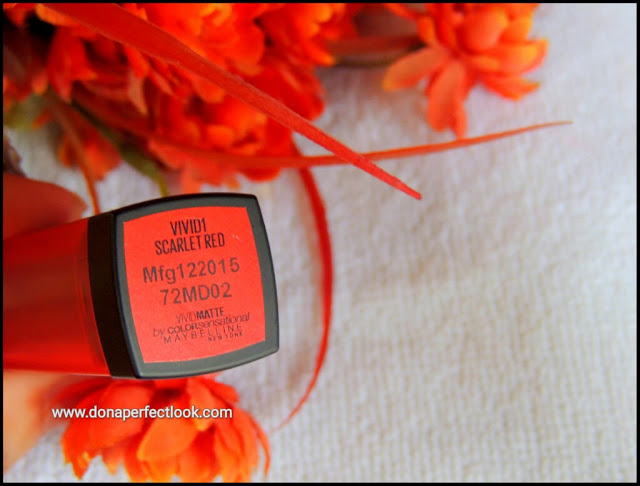 VIVID1
SCARLET RED
Mfg122015
72MD02
VIVIDMATTE
by COLORsensational
MAYBELLINE
NEW YORK
www.donaperfectlook.com